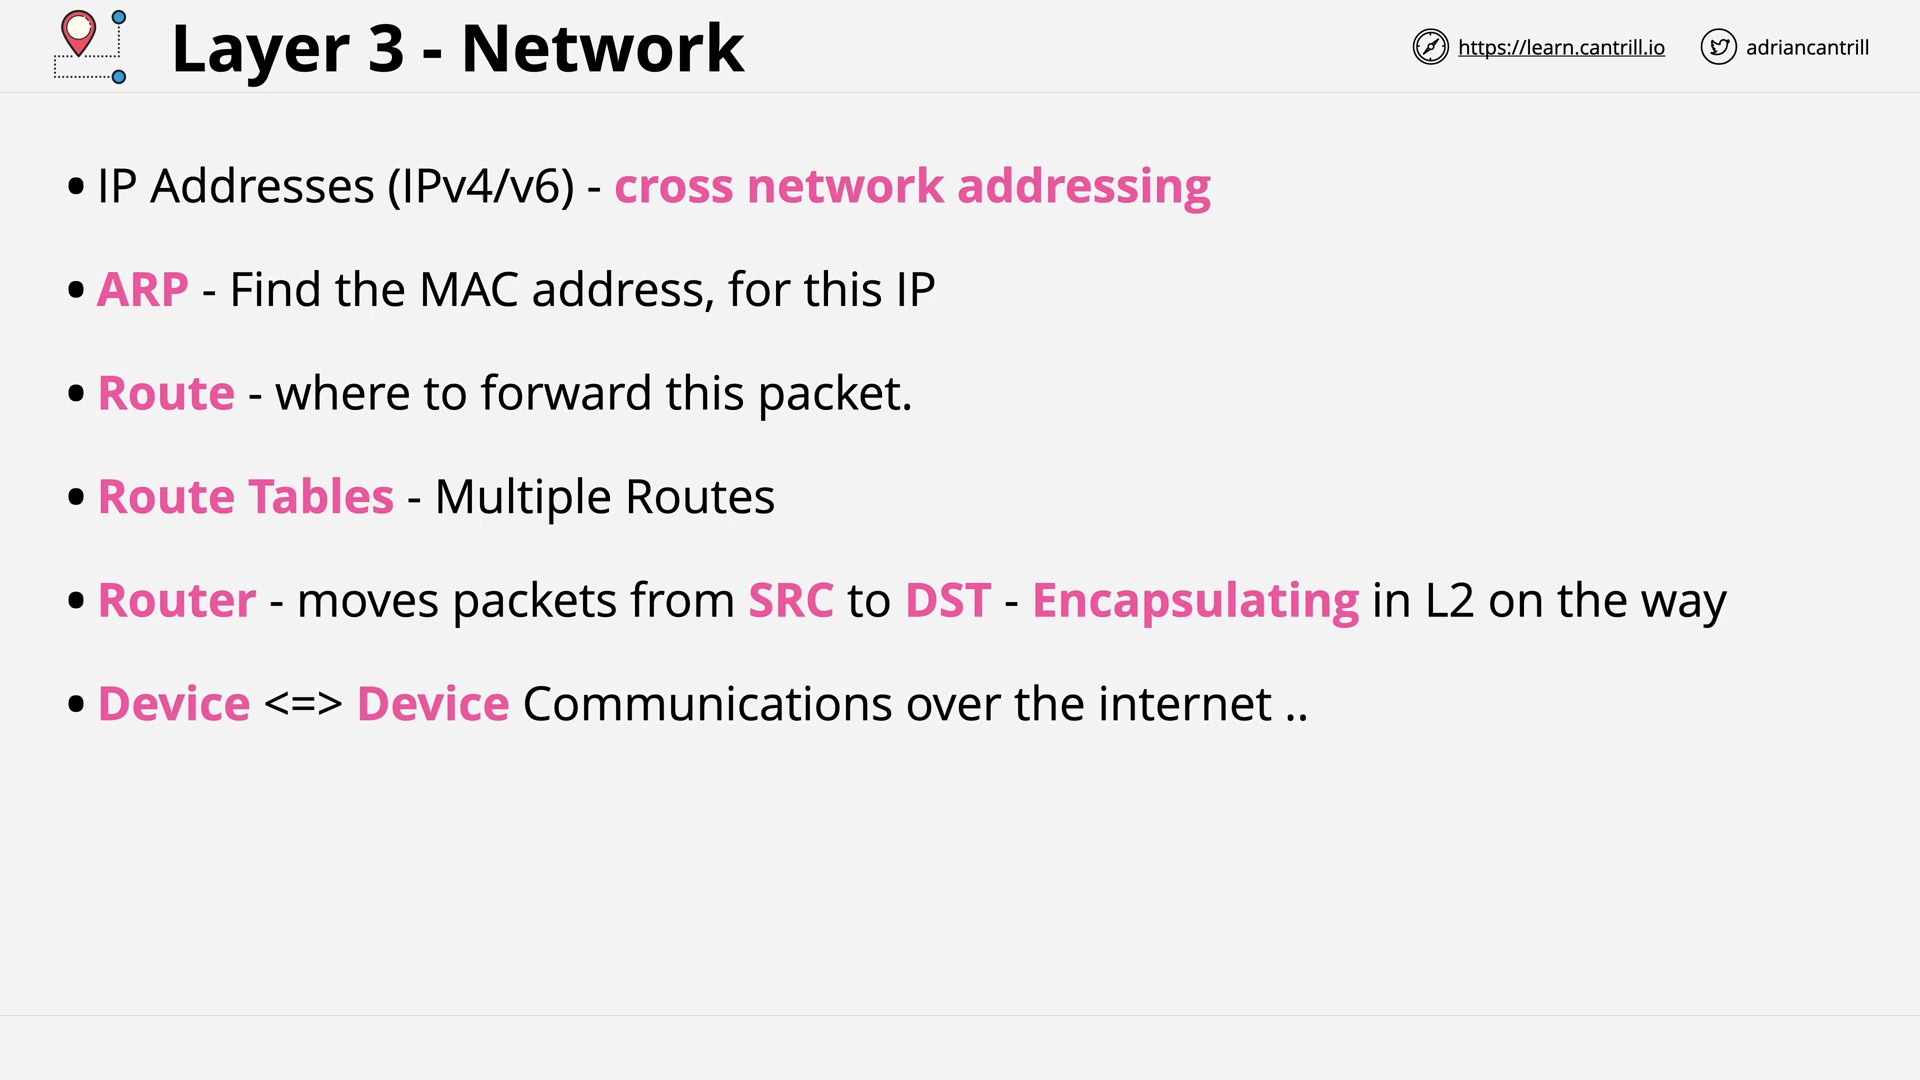 Layer 3 - Network
https://learn.cantrill.io
adriancantrill
• IP Addresses (IPv4/v6) - cross network addressing
• ARP - Find the MAC address, for this IP
• Route - where to forward this packet.
• Route Tables - Multiple Routes
• Router - moves packets from SRC to DST - Encapsulating in L2 on the way
• Device <=> Device Communications over the internet ..